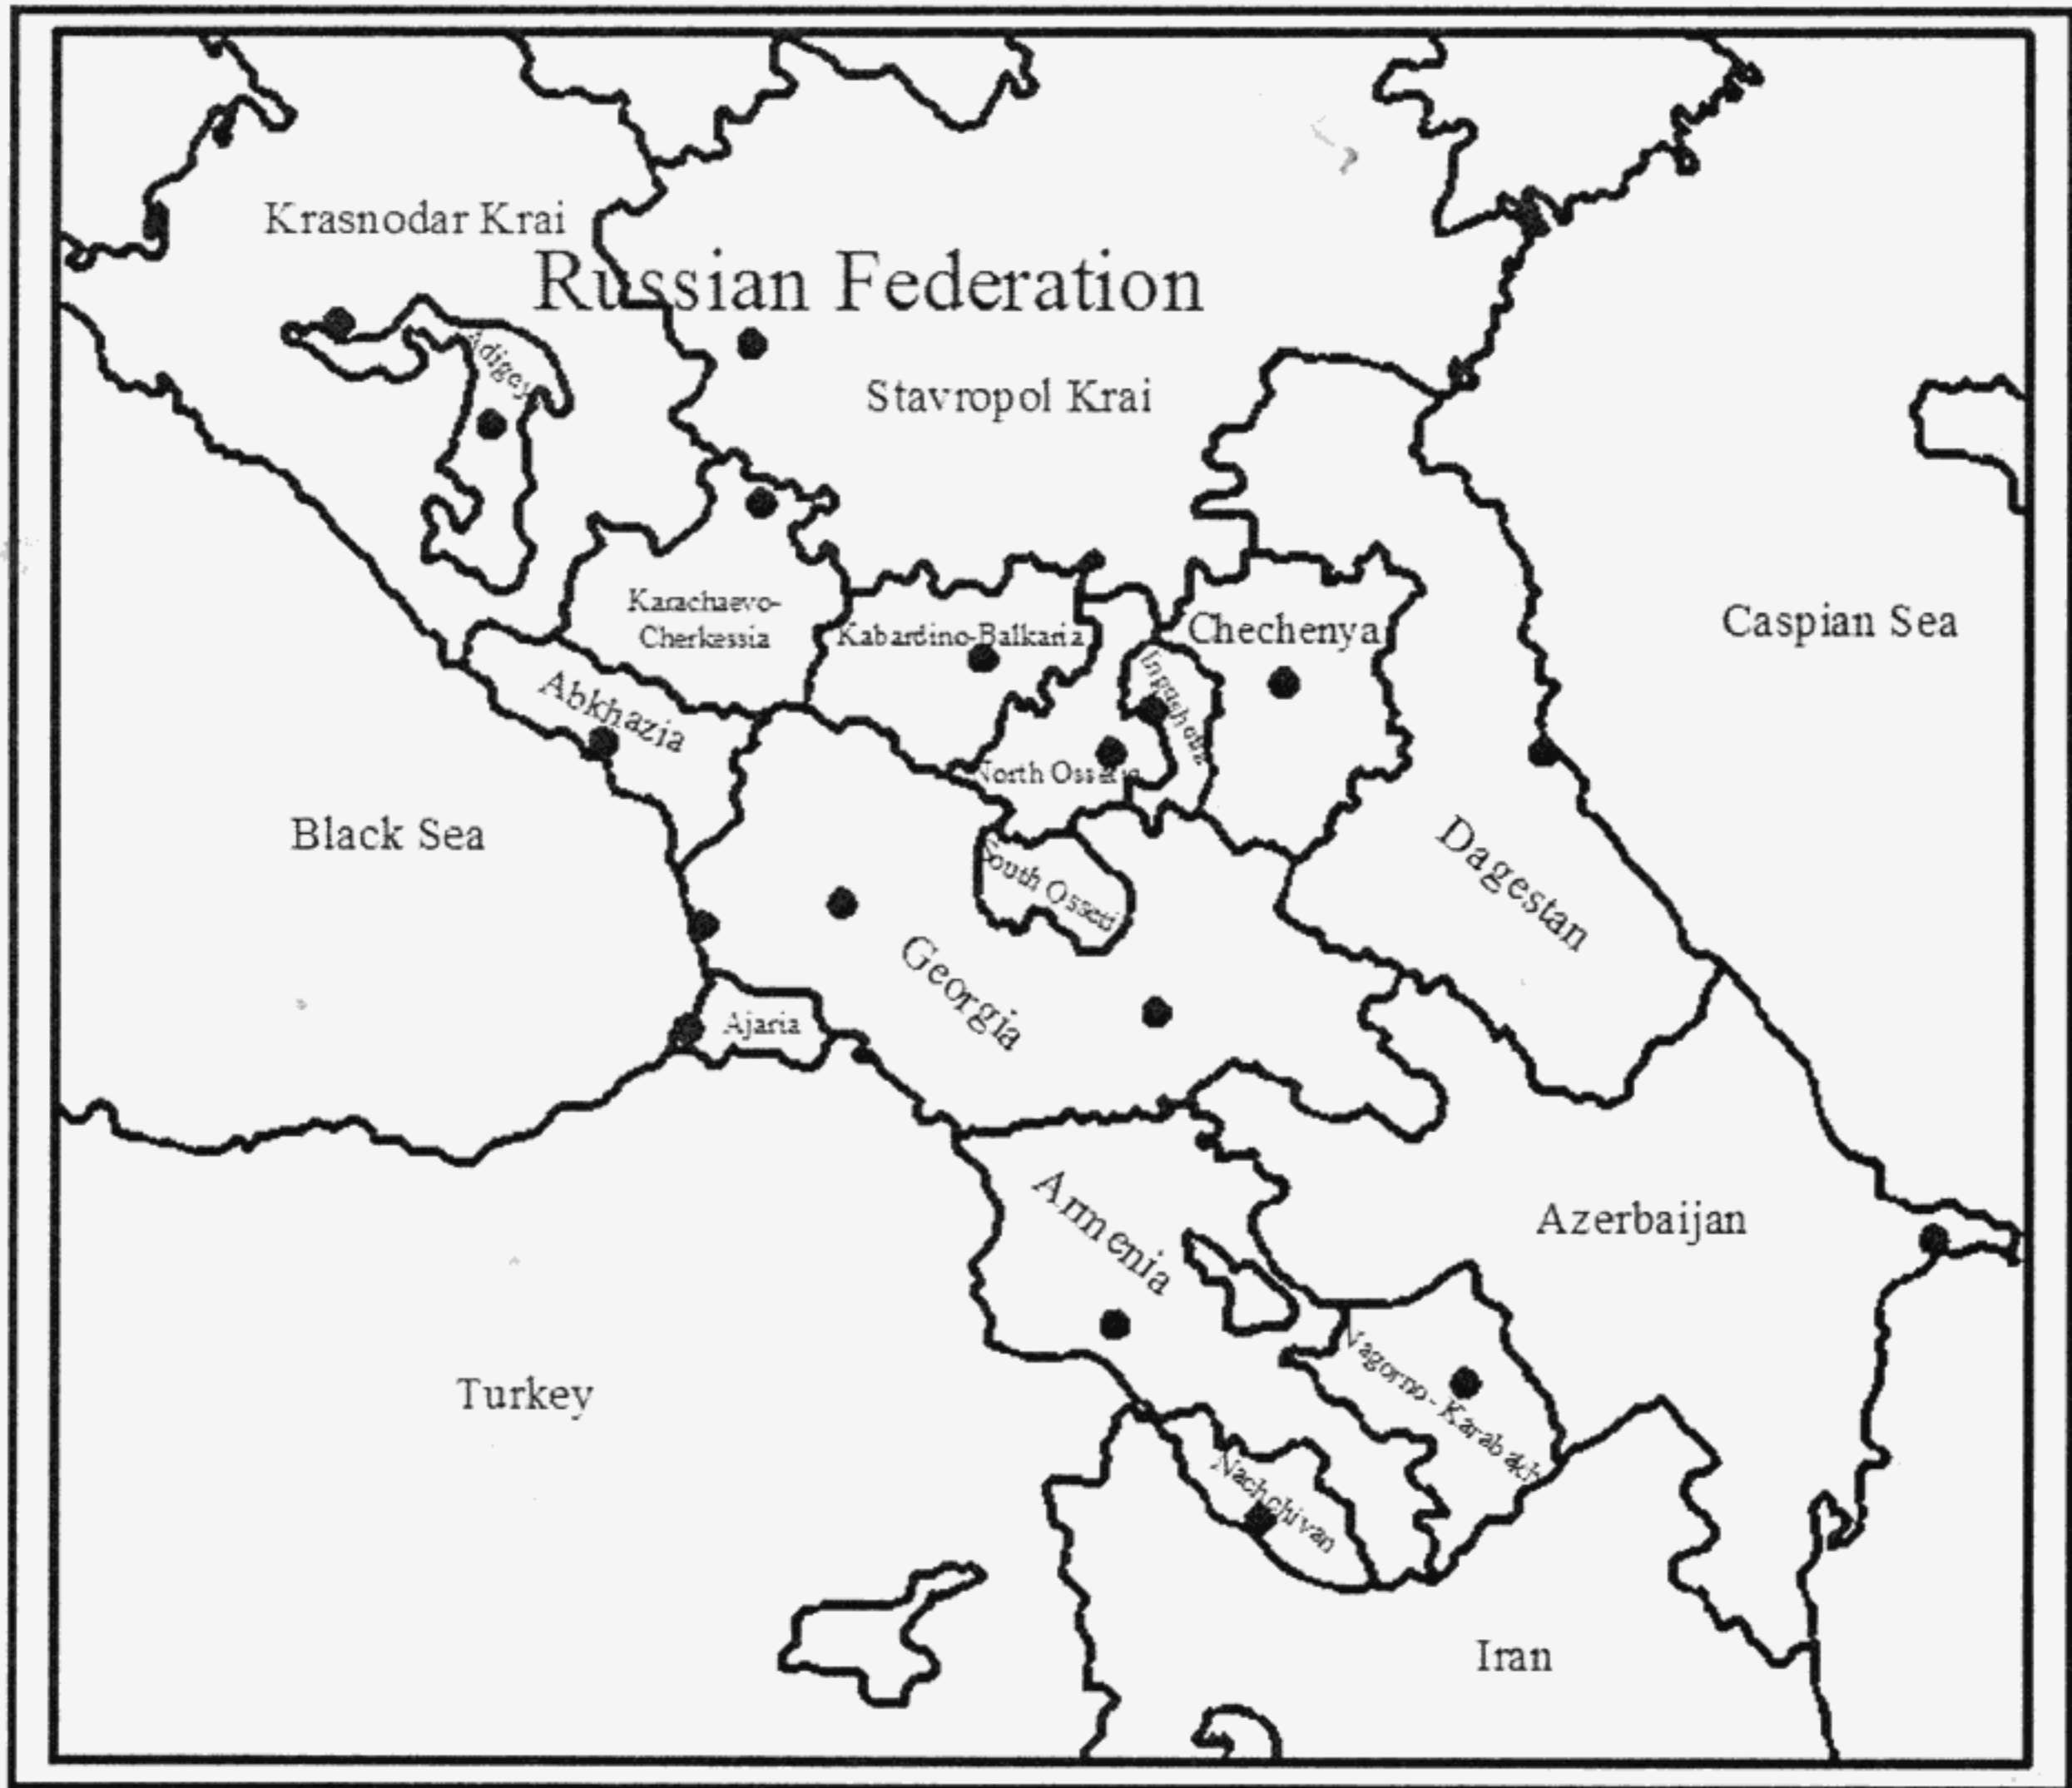 Krasnodar Krai
Russian Federation
Adigey
Stavropol Krai
Karachaevo-
Cherkessia
Kabardino-Balkaria
Chechenya
Caspian Sea
Ingushetia
Abkhazia
North Ossetia
Black Sea
Dagestan
South Osseti
Georgia
Ajaria
Armenia
Azerbaijan
Turkey
Nagorno - Karabakh
Nachchivan
Iran